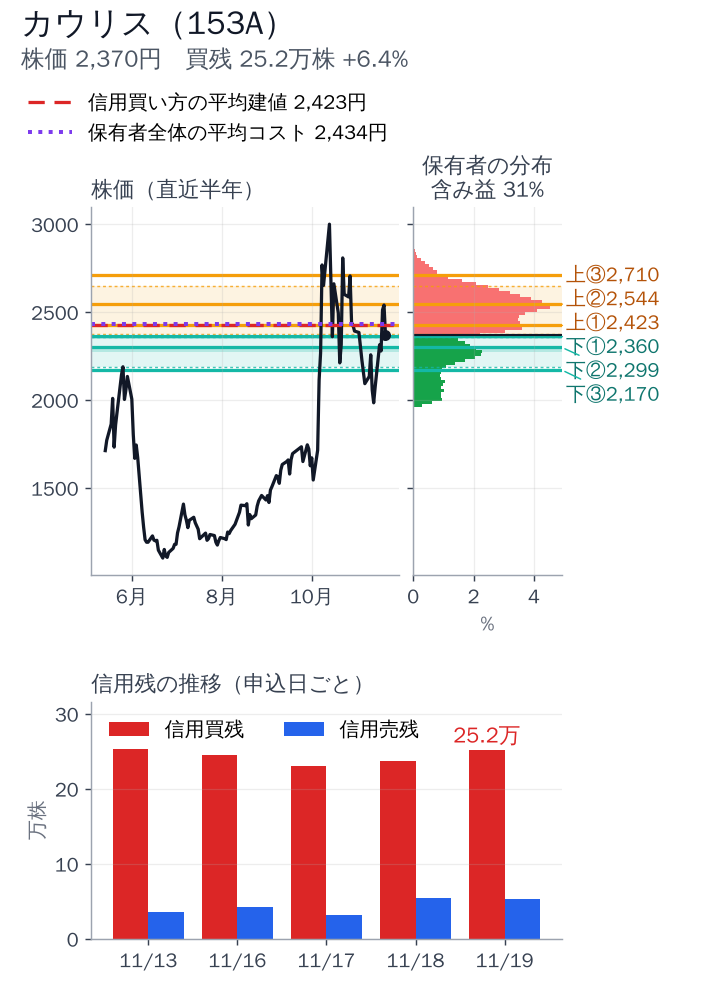 カウリス（153A）
株価 2,370円　買残 25.2万株 +6.4%
信用買い方の平均建値 2,423円
保有者全体の平均コスト 2,434円
株価（直近半年）
保有者の分布
含み益 31%
3000
2500
2000
1500
6月
8月
10月
0
2
4
%
上③2,710
上②2,544
上①2,423
下①2,360
下②2,299
下③2,170
信用残の推移（申込日ごと）
信用買残
信用売残
25.2万
万株
30
20
10
0
11/13
11/16
11/17
11/18
11/19